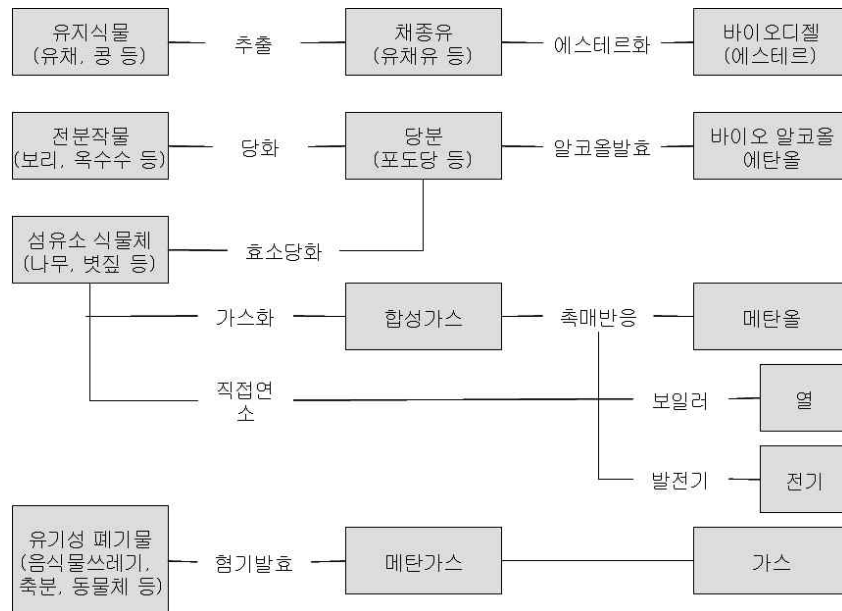 유지식물
(유채, 콩 등)
추출
채종유
(유채유 등)
에스테르화
바이오디젤
(에스테르)
전분작물
(보리, 옥수수 등)
당화
당분
(포도당 등)
알코올발효
바이오 알코올
에탄올
섬유소 식물체
(나무, 볏짚 등)
효소당화
가스화
합성가스
촉매반응
메탄올
직접연
소
보일러
열
발전기
전기
유기성 폐기물
(음식물쓰레기,
축분, 동물체 등)
혐기발효
메탄가스
가스